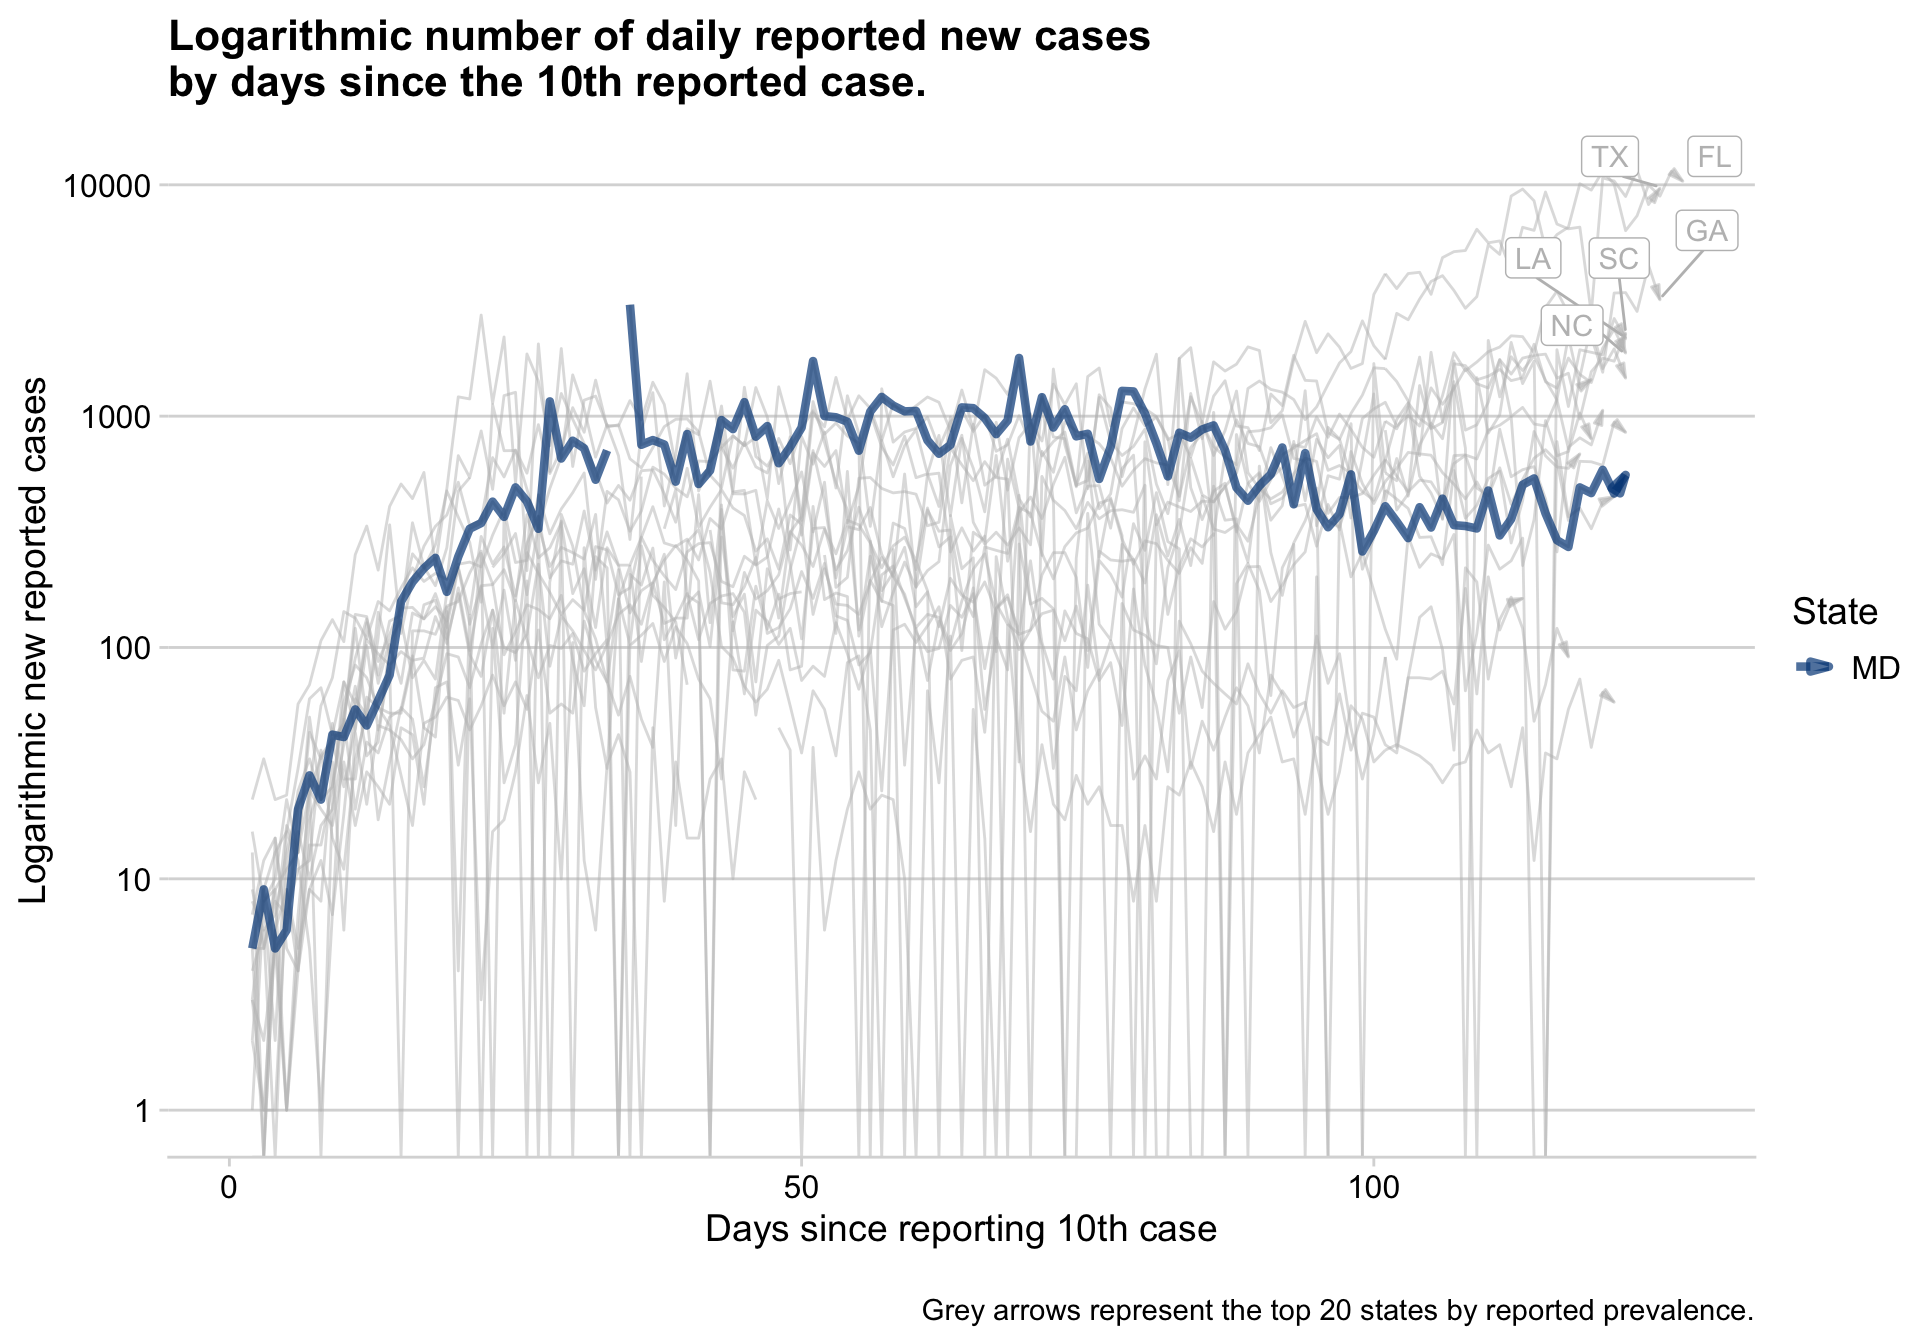 Logarithmic number of daily reported new cases
by days since the 10th reported case.
TX
FL
10000
GA
LA
SC
NC
1000
Logarithmic new reported cases
State
100
MD
10
1
0
50
100
Days since reporting 10th case
Grey arrows represent the top 20 states by reported prevalence.